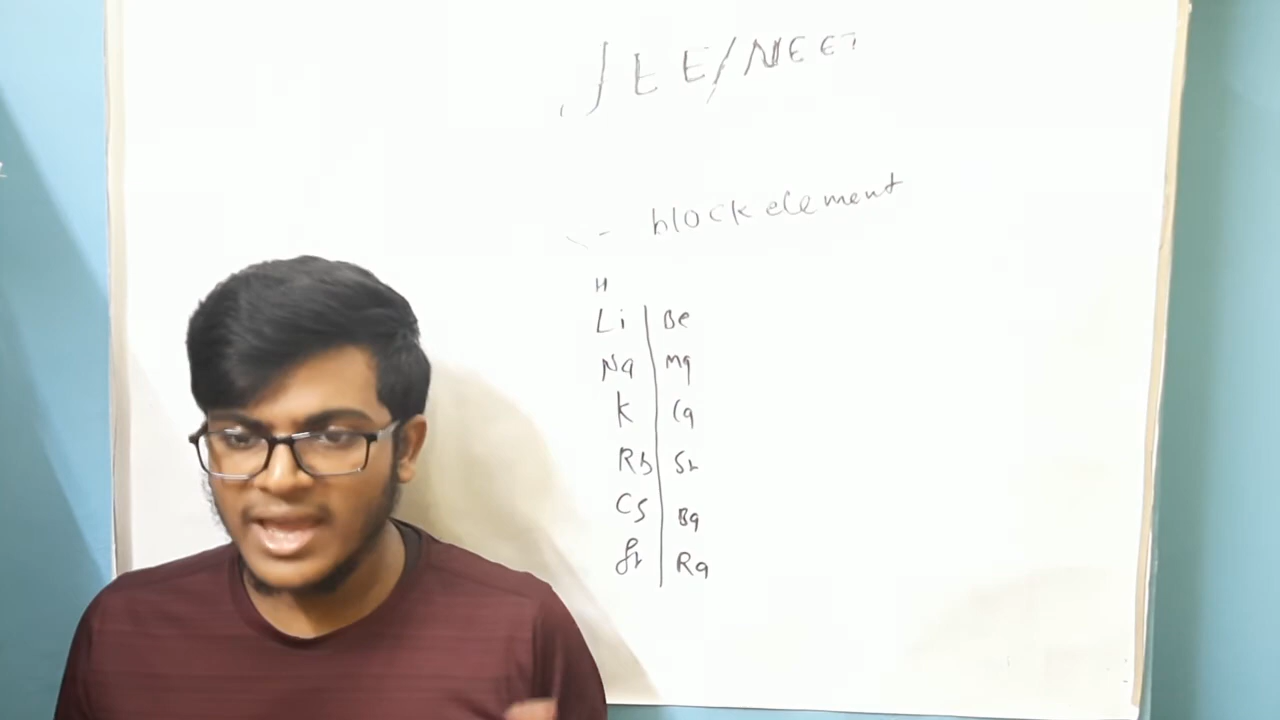 JEE/NEET
- block element
H
Li | Be
Na | Mg
K | Ca
Rb | Sr
Cs | Ba
Fr | Ra